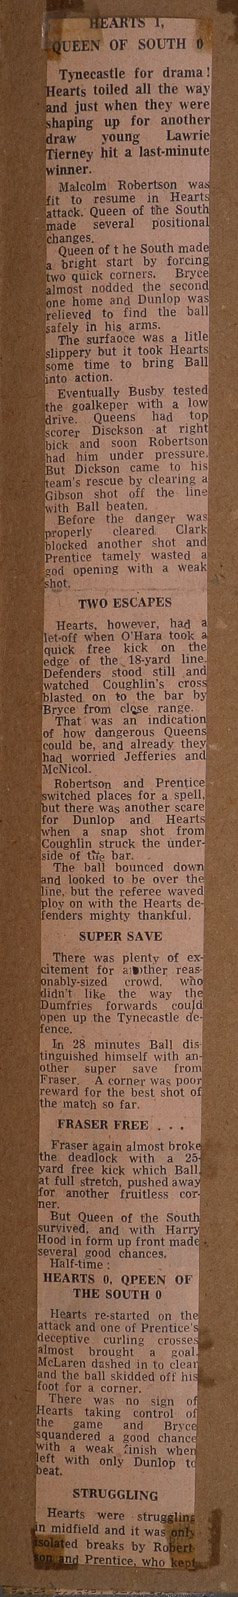 HEARTS 1,
QUEEN OF SOUTH 0
Tynecastle for drama!
Hearts toiled all the way
and just when they were
shaping up for another
draw young Lawrie
Tierney hit a last-minute
winner.
Malcolm Robertson was
fit to resume in Hearts
attack. Queen of the South
made several positional
changes.
Queen of t he South made
a bright start by forcing
two quick corners. Bryce
almost nodded the second
one home and Dunlop was
relieved to find the ball
safely in his arms.
The surfaoce was a litle
slippery but it took Hearts
some time to bring Ball
into action.
Eventually Busby tested
the goalkeper with a low
drive. Queens had top
scorer Disckson at right
bick and soon Robertson
had him under pressure.
But Dickson came to his
team's rescue by clearing a
Gibson shot off the line
with Ball beaten.
Before the danger was
properly cleared Clark
blocked another shot and
Prentice tamely wasted a
god opening with a weak
shot.
TWO ESCAPES
Hearts, however, had a
let-off when O'Hara took a
quick free kick on the
edge of the 18-yard line.
Defenders stood still and
watched Coughlin's cross
blasted on to the bar by
Bryce from close range.
That was an indication
of how dangerous Queens
could be, and already they
had worried Jefferies and
McNicol.
Robertson and Prentice
switched places for a spell,
but there was another scare
for Dunlop and Hearts
when a snap shot from
Coughlin struck the under-
side of the bar.
The ball bounced down
and looked to be over the
line, but the referee waved
ploy on with the Hearts de-
fenders mighty thankful.
SUPER SAVE
There was plenty of ex-
citement for another reas-
onably-sized crowd, who
didn't like the way the
Dumfries forwards could
open up the Tynecastle de-
fence.
In 28 minutes Ball dis-
tinguished himself with an-
other super save from
Fraser. A corner was poor
reward for the best shot of
the match so far.
FRASER FREE . . .
Fraser again almost broke
the deadlock with a 25-
yard free kick which Ball,
at full stretch, pushed away
for another fruitless cor-
ner.
But Queen of the South
survived, and with Harry
Hood in form up front made
several good chances.
Half-time :
HEARTS 0, QPEEN OF
THE SOUTH 0
Hearts re-started on the
attack and one of Prentice's
deceptive curling crosses
almost brought a goal.
McLaren dashed in to clear
and the ball skidded off his
foot for a corner.
There was no sign of
Hearts taking control of
the game and Bryce
squandered a good chance
with a weak finish when
left with only Dunlop to
beat.
STRUGGLING
Hearts were struggling
in midfield and it was only
isolated breaks by Robert-
son and Prentice, who kept